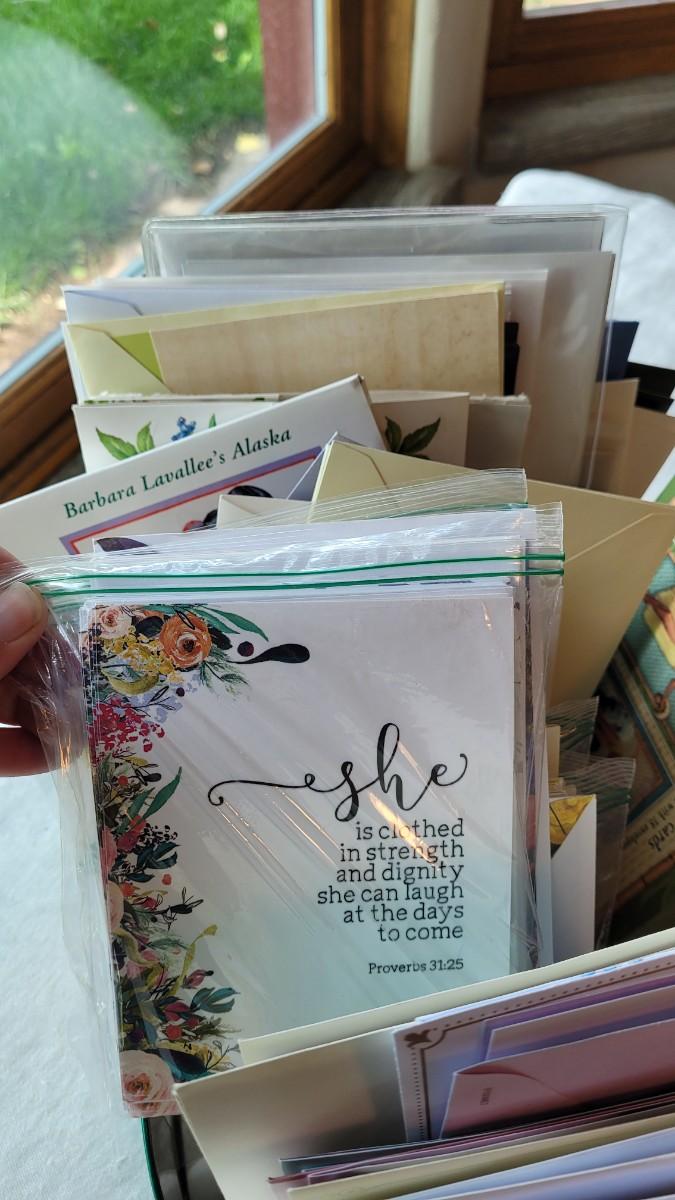 Barbara Lavallee's Alaska
she
is clothed
in strength
and dignity
she can laugh
at the days
to come
Proverbs 31:25
cards